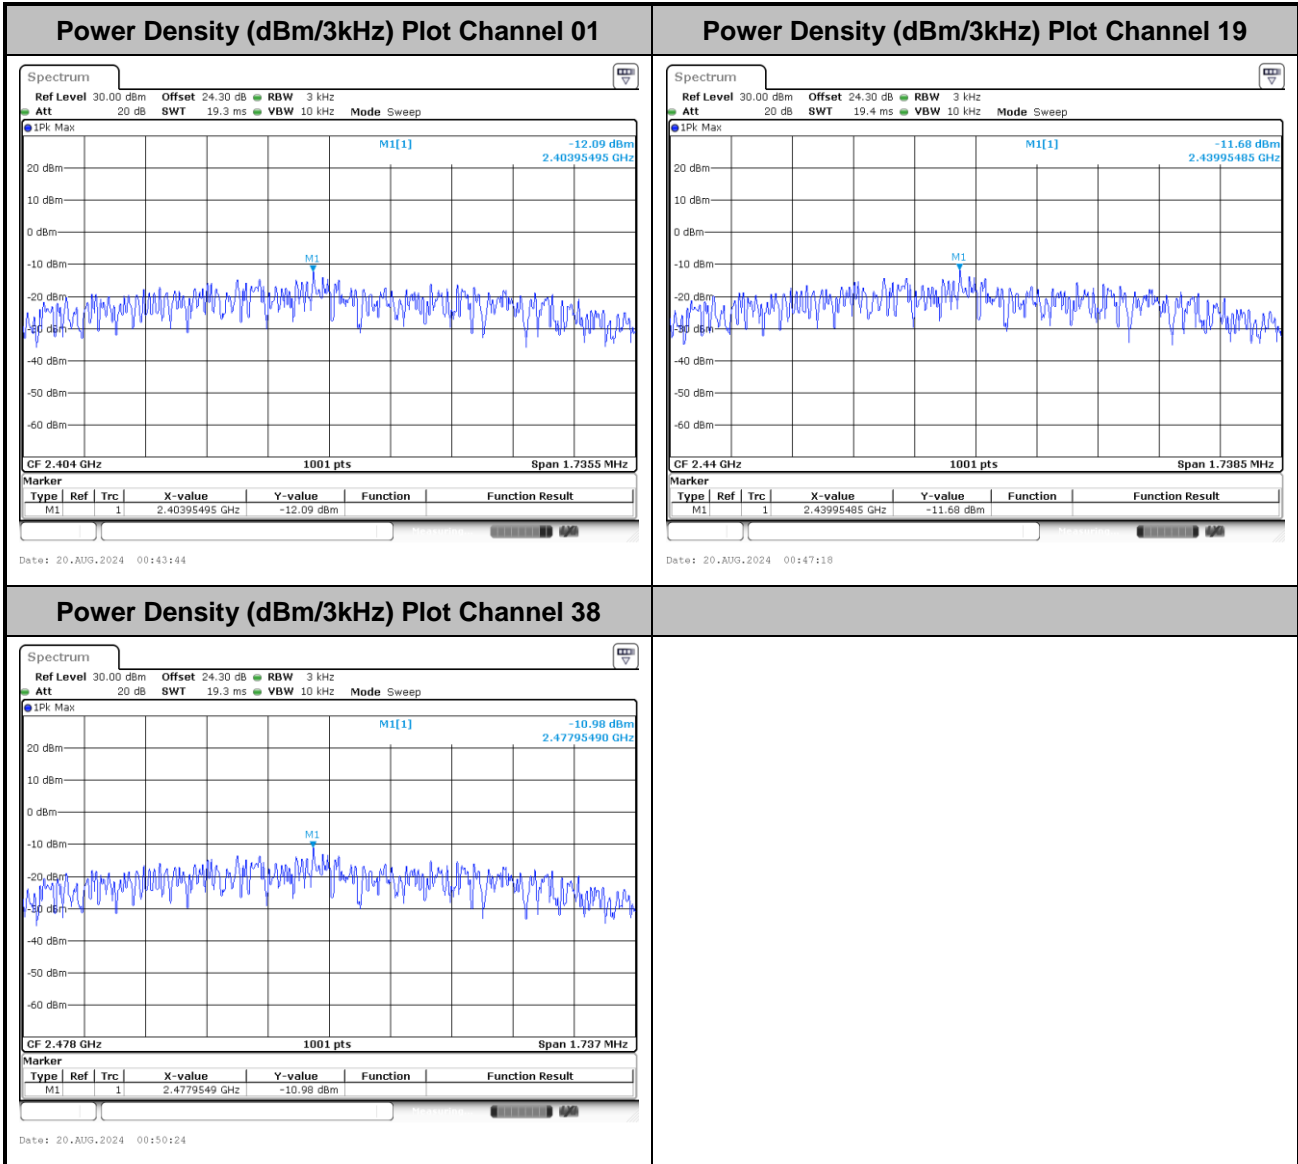 Power Density (dBm/3kHz) Plot Channel 01
Spectrum
Ref Level 30.00 dBm Offset 24.30 dB RBW 3 kHz
Att 20 dB SWT 19.3 ms VBW 10 kHz Mode Sweep
1Pk Max
M1[1] -12.09 dBm
2.40395495 GHz
20 dBm
10 dBm
0 dBm
M1
-10 dBm
-20 dBm
-30 dBm
-40 dBm
-50 dBm
-60 dBm
CF 2.404 GHz 1001 pts Span 1.7355 MHz
Marker
Type Ref Trc X-value Y-value Function Function Result
M1 1 2.40395495 GHz -12.09 dBm
Date: 20.AUG.2024 00:43:44
Power Density (dBm/3kHz) Plot Channel 19
Spectrum
Ref Level 30.00 dBm Offset 24.30 dB RBW 3 kHz
Att 20 dB SWT 19.4 ms VBW 10 kHz Mode Sweep
1Pk Max
M1[1] -11.68 dBm
2.43995485 GHz
20 dBm
10 dBm
0 dBm
M1
-10 dBm
-20 dBm
-30 dBm
-40 dBm
-50 dBm
-60 dBm
CF 2.44 GHz 1001 pts Span 1.7385 MHz
Marker
Type Ref Trc X-value Y-value Function Function Result
M1 1 2.43995485 GHz -11.68 dBm
Date: 20.AUG.2024 00:47:18
Power Density (dBm/3kHz) Plot Channel 38
Spectrum
Ref Level 30.00 dBm Offset 24.30 dB RBW 3 kHz
Att 20 dB SWT 19.3 ms VBW 10 kHz Mode Sweep
1Pk Max
M1[1] -10.98 dBm
2.47795490 GHz
20 dBm
10 dBm
0 dBm
M1
-10 dBm
-20 dBm
-30 dBm
-40 dBm
-50 dBm
-60 dBm
CF 2.478 GHz 1001 pts Span 1.737 MHz
Marker
Type Ref Trc X-value Y-value Function Function Result
M1 1 2.4779549 GHz -10.98 dBm
Date: 20.AUG.2024 00:50:24